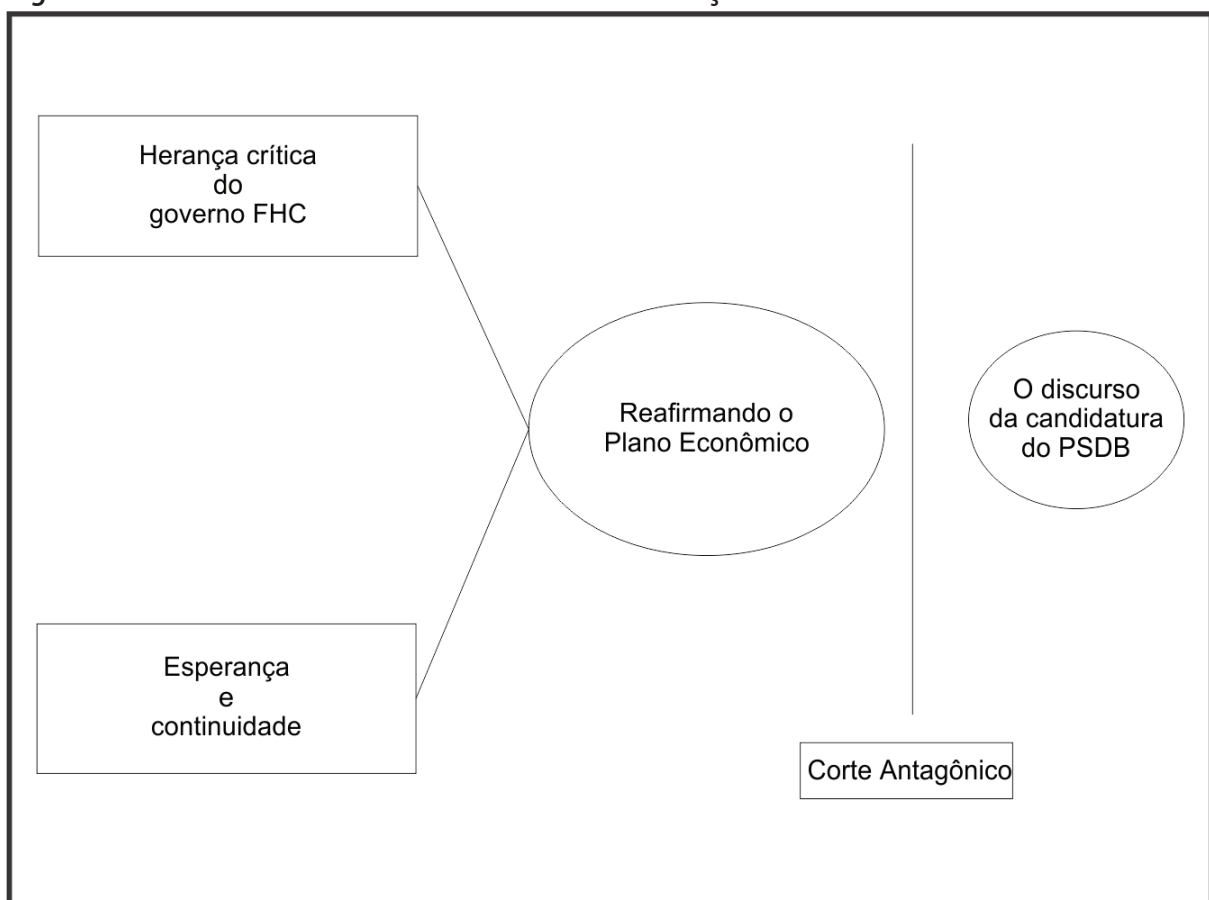 Herança crítica
do
governo FHC
Reafirmando o
Plano Econômico
O discurso
da candidatura
do PSDB
Esperança
e
continuidade
Corte Antagônico